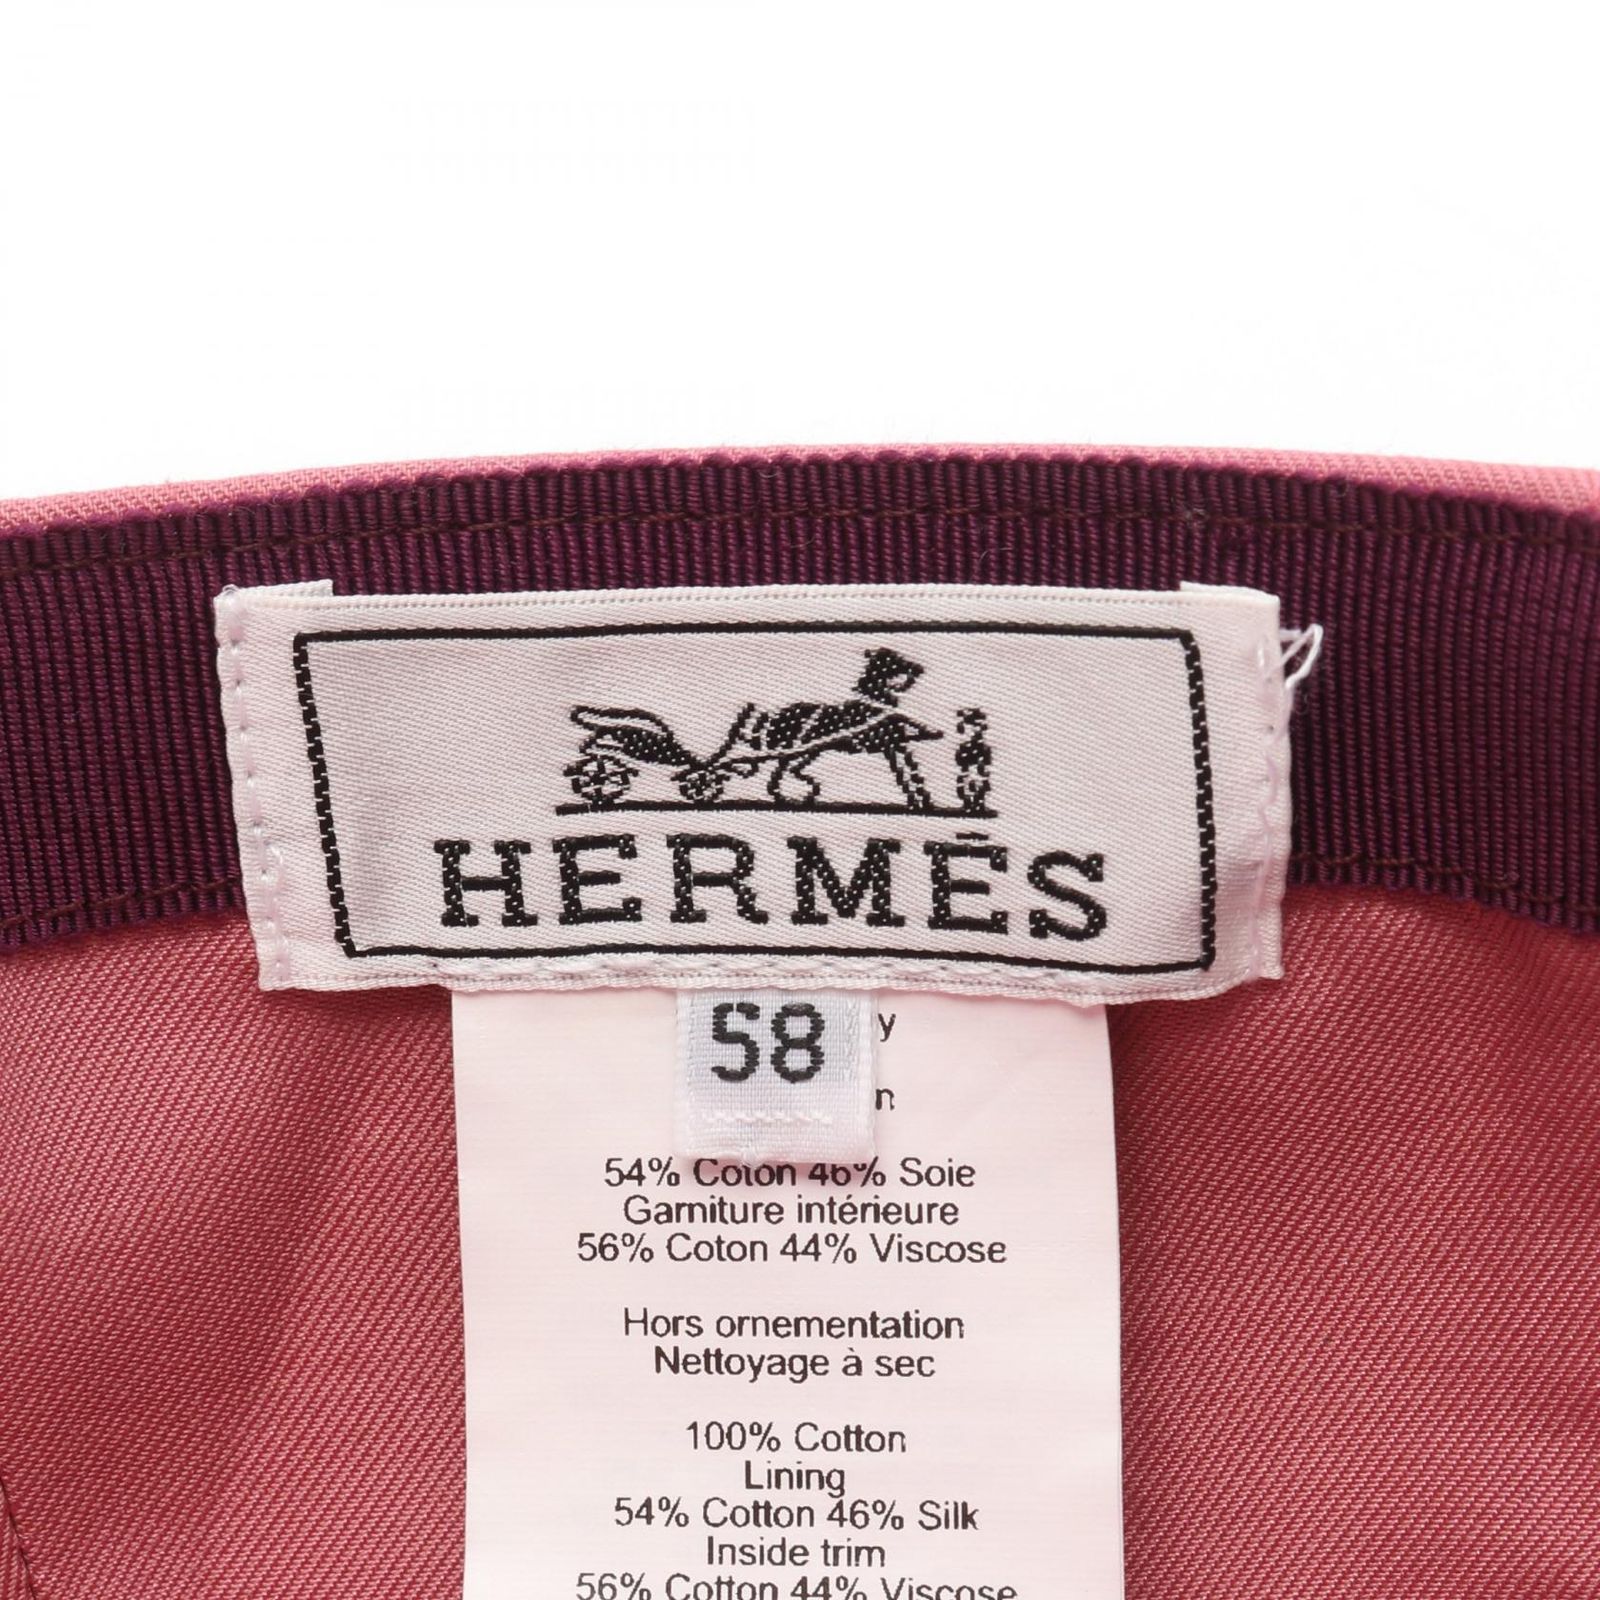 HERMÈS
58
54% Coton 46% Soie
Garniture intérieure
56% Coton 44% Viscose
Hors ornementation
Nettoyage à sec
100% Cotton
Lining
54% Cotton 46% Silk
Inside trim
56% Cotton 44% Viscose